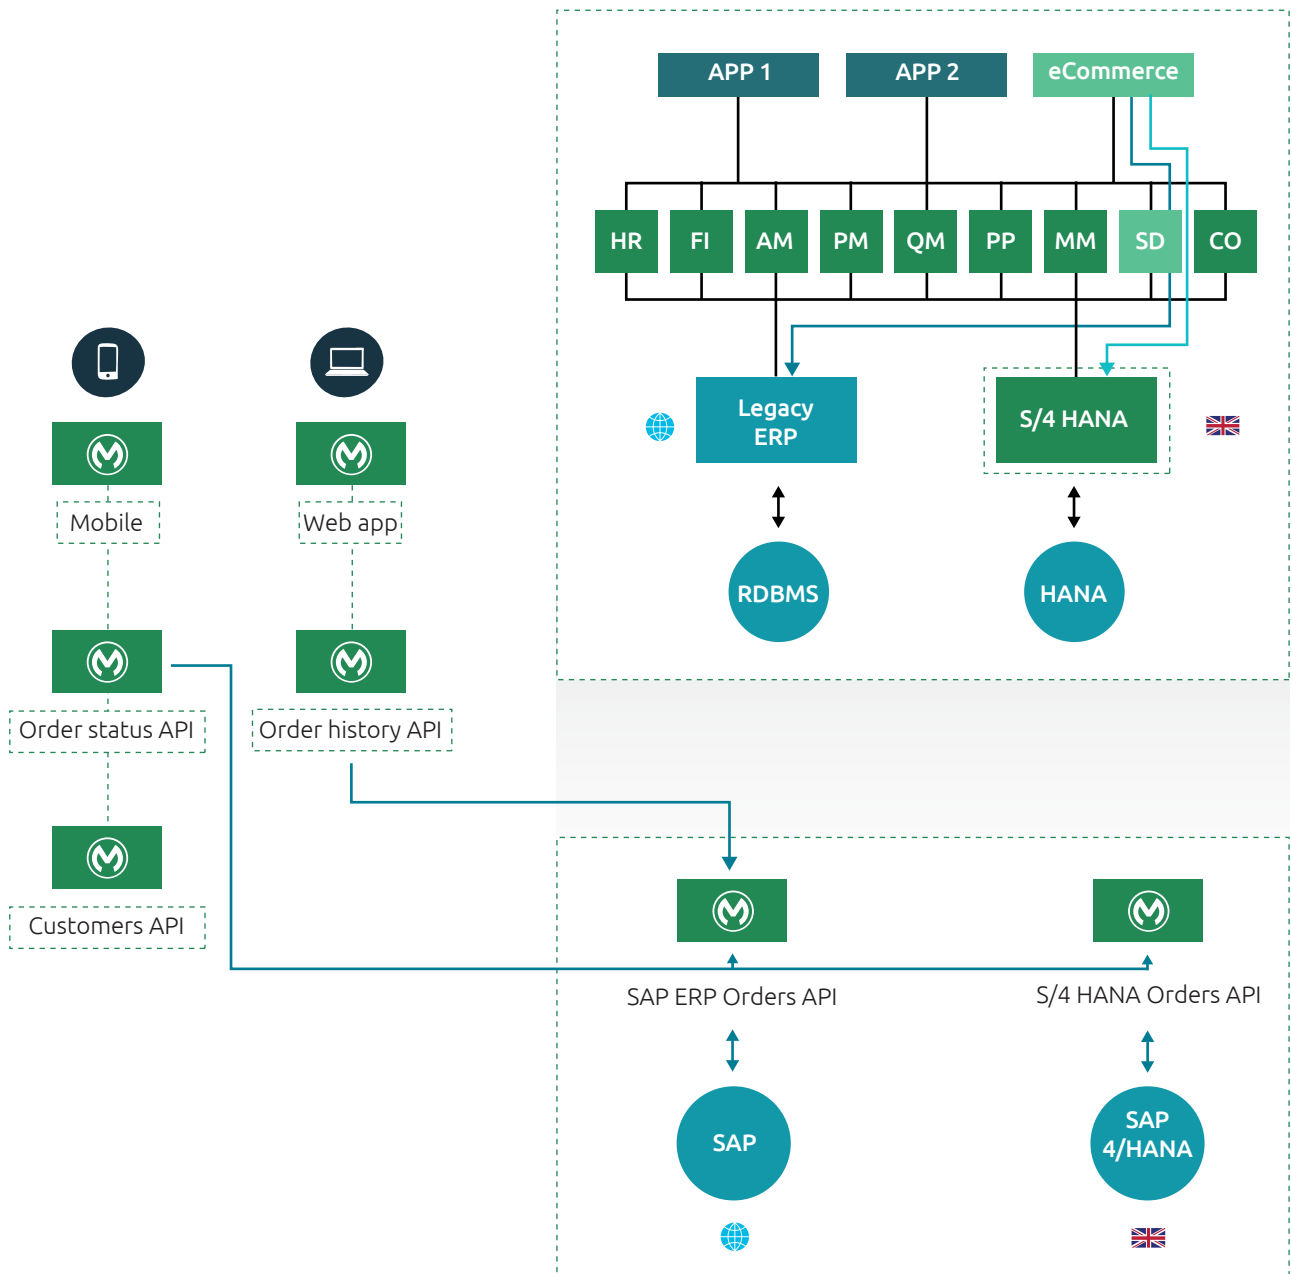 APP 1
APP 2
eCommerce
HR
FI
AM
PM
QM
PP
MM
SD
CO
Legacy
ERP
S/4 HANA
RDBMS
HANA
Mobile
Web app
Order status API
Order history API
Customers API
SAP ERP Orders API
S/4 HANA Orders API
SAP
SAP
4/HANA